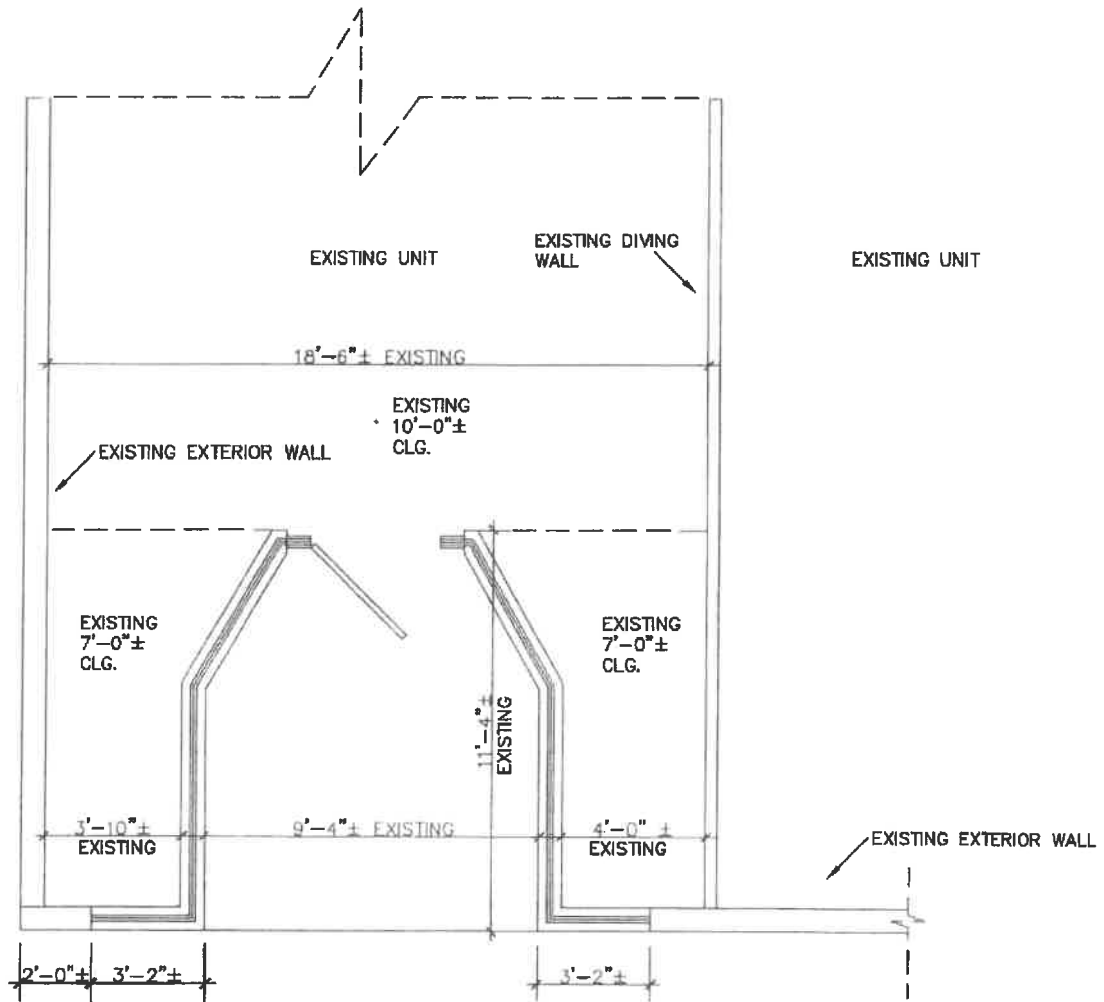 EXISTING UNIT
EXISTING DIVING
WALL
EXISTING UNIT
18'-6"± EXISTING
EXISTING
10'-0"±
CLG.
EXISTING EXTERIOR WALL
EXISTING
7'-0"±
CLG.
EXISTING
7'-0"±
CLG.
11'-4"±
EXISTING
3'-10"±
EXISTING
9'-4"± EXISTING
4'-0" ±
EXISTING
EXISTING EXTERIOR WALL
2'-0"±
3'-2"±
3'-2"±